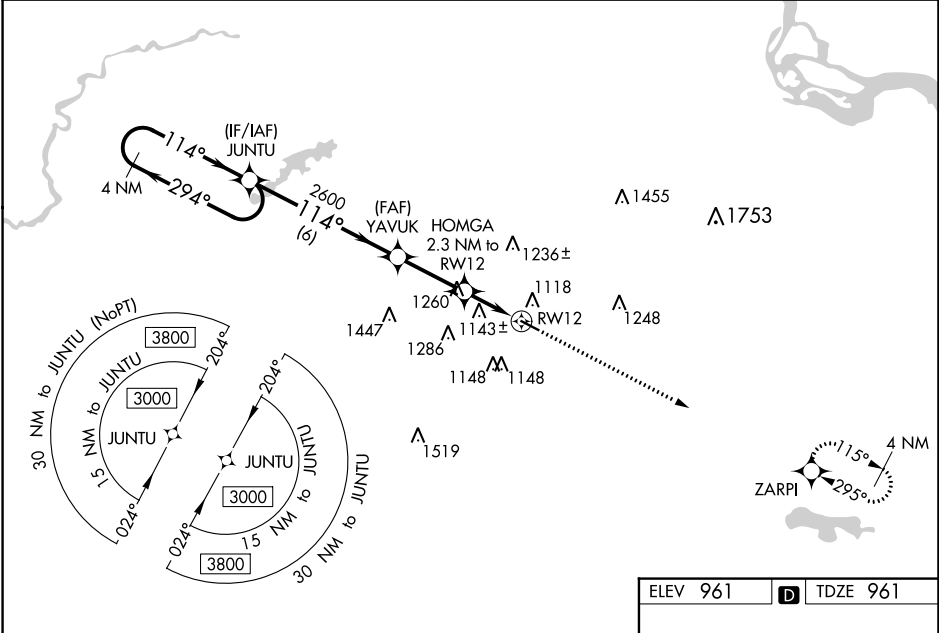 (IF/IAF)
JUNTU
114°
4 NM
294°
2600
114°
(6)
(FAF)
YAVUK
HOMGA
2.3 NM to
RW12
1455
1753
1236±
1260
1118
1447
1143±
RW12
1248
1286
1148
1148
1519
30 NM to JUNTU (NoPT)
3800
204°
15 NM to JUNTU
3000
JUNTU
024°
204°
JUNTU
3000
15 NM to JUNTU
024°
3800
30 NM to JUNTU
4 NM
115°
295°
ZARPI
ELEV 961
D
TDZE 961